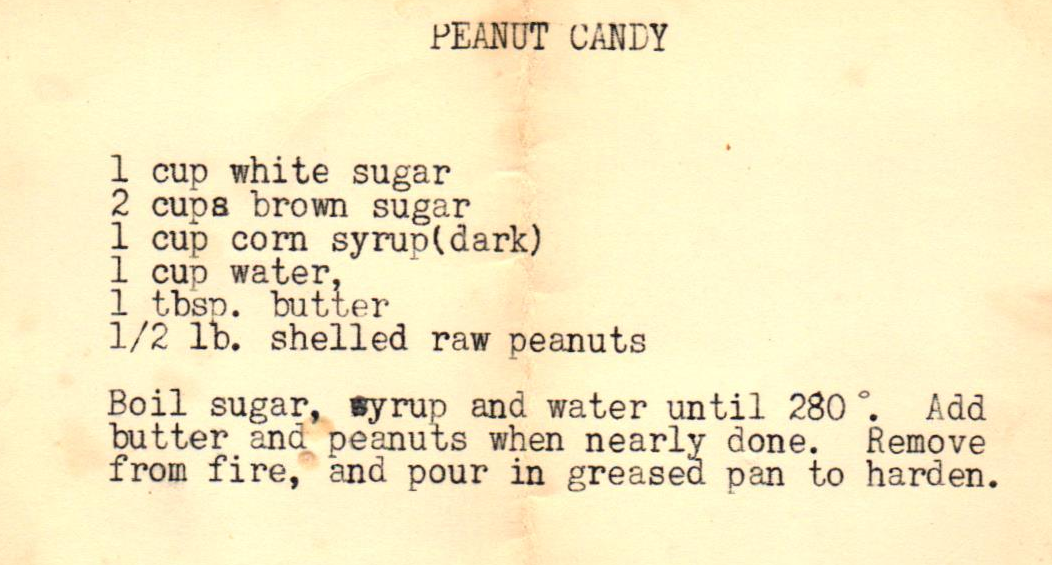 PEANUT CANDY
1 cup white sugar
2 cups brown sugar
1 cup corn syrup(dark)
1 cup water,
1 tbsp. butter
1/2 lb. shelled raw peanuts
Boil sugar, syrup and water until 280°. Add
butter and peanuts when nearly done. Remove
from fire, and pour in greased pan to harden.